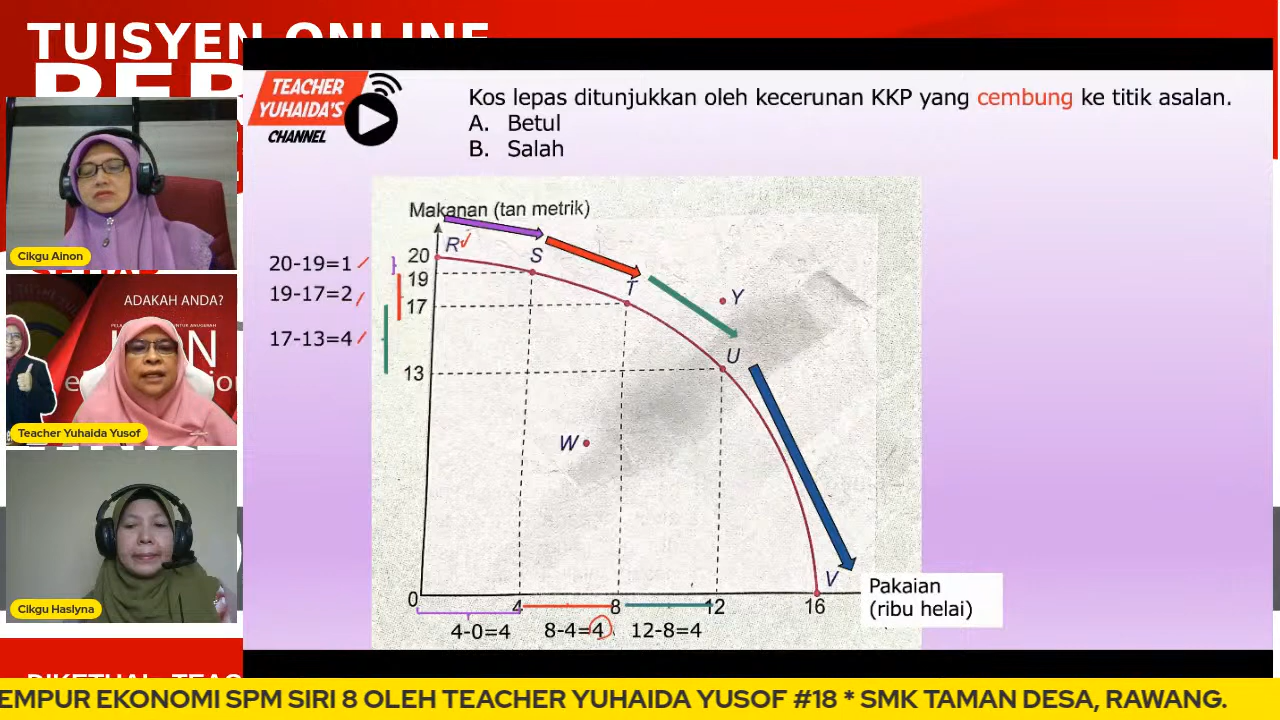 TUISYEN ONLINE
TEACHER
YUHAIDA'S
CHANNEL
Kos lepas ditunjukkan oleh kecerunan KKP yang cembung ke titik asalan.
A. Betul
B. Salah
Makanan (tan metrik)
R
S
T
U
V
W
Y
20
19
17
13
0
4
8
12
16
20-19=1
19-17=2
17-13=4
4-0=4
8-4=4
12-8=4
Pakaian
(ribu helai)
Cikgu Ainon
ADAKAH ANDA?
Teacher Yuhaida Yusof
Cikgu Haslyna
EMPUR EKONOMI SPM SIRI 8 OLEH TEACHER YUHAIDA YUSOF #18 * SMK TAMAN DESA, RAWANG.